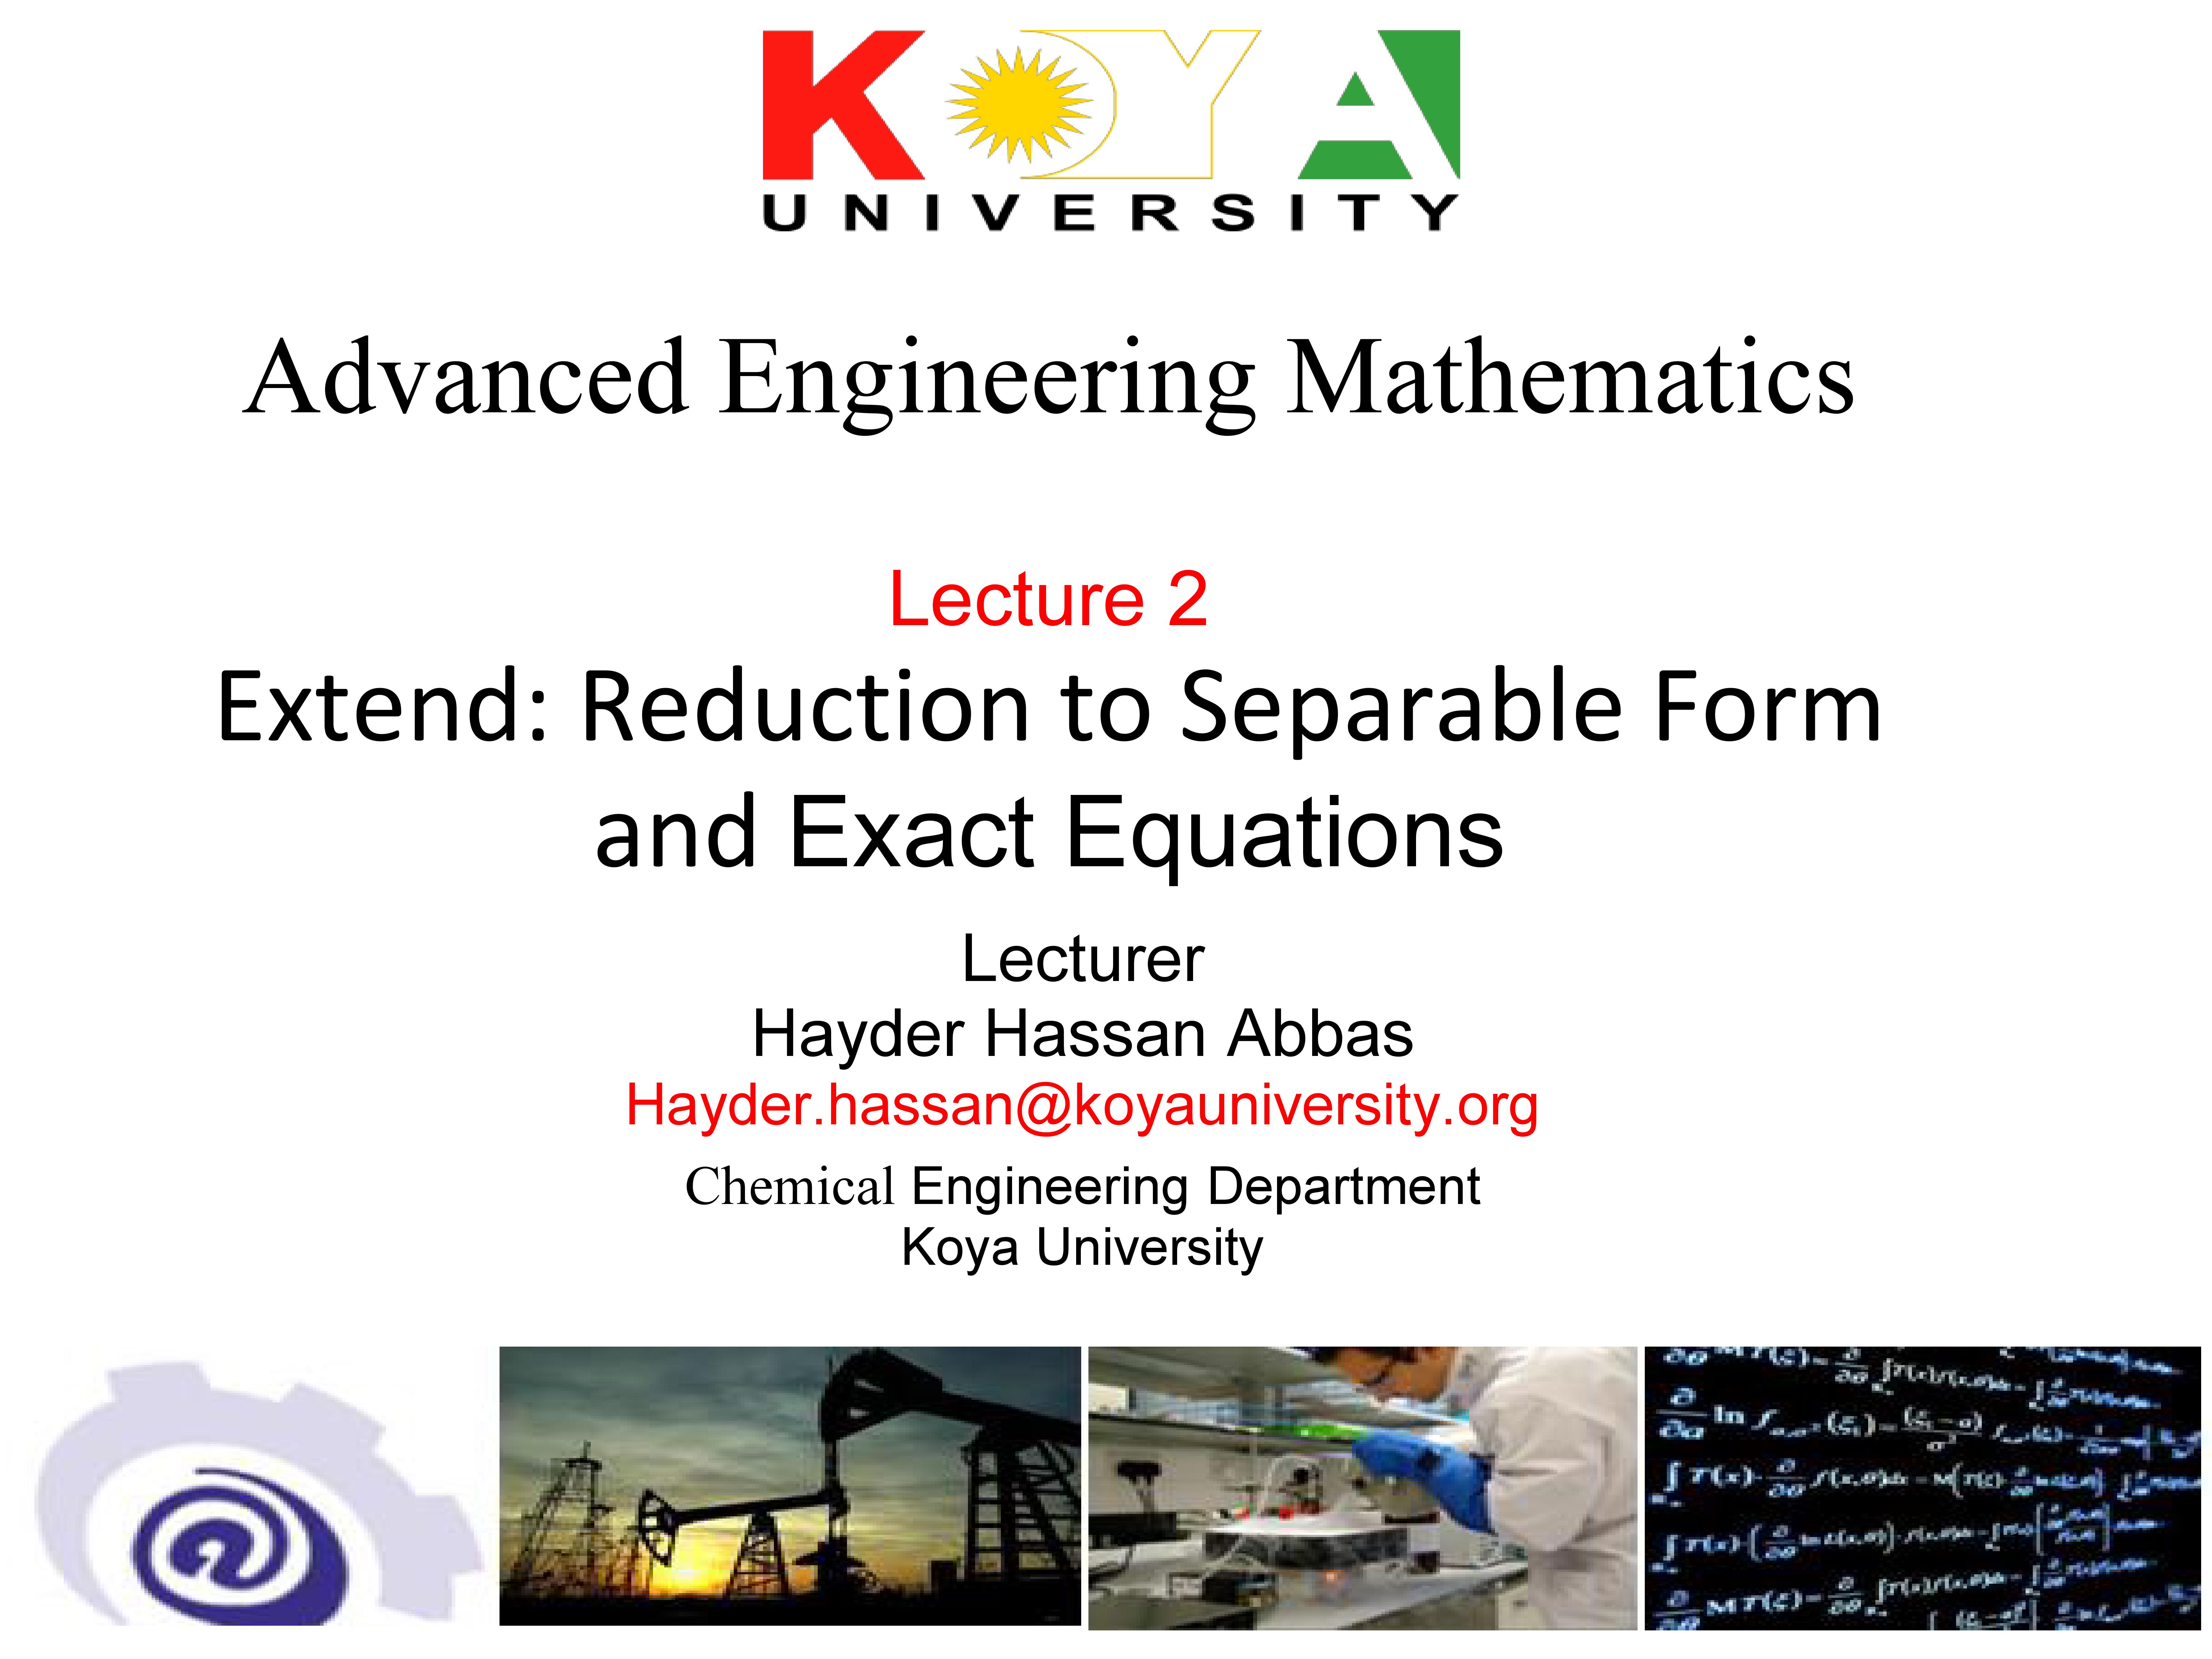 KOYA
UNIVERSITY
Advanced Engineering Mathematics
Lecture 2
Extend: Reduction to Separable Form
and Exact Equations
Lecturer
Hayder Hassan Abbas
Hayder.hassan@koyauniversity.org
Chemical Engineering Department
Koya University